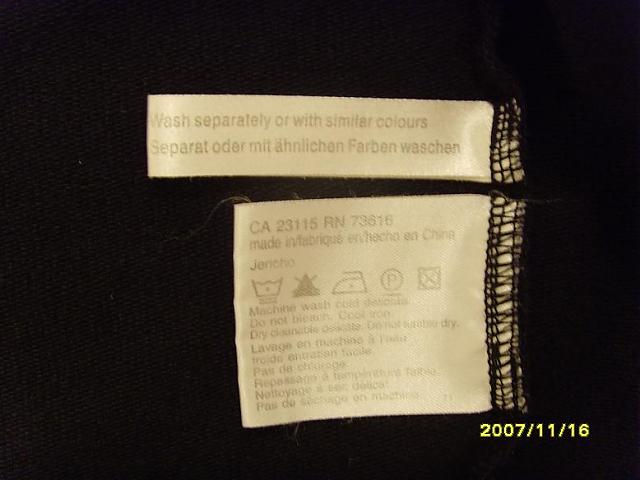 Wash separately or with similar colours
Separat oder mit ähnlichen Farben waschen
CA 23115 RN 73616
made in/fabriqué en/hecho en China
Jericho
P
Machine wash cold delicate.
Do not bleach. Cool iron.
Dry cleanable delicate. Do not tumble dry.
Lavage en machine à l'eau
froide entretien facile.
Pas de chlorage.
Repassage à température faible.
Nettoyage à sec délicat.
Pas de séchage en machine.
2007/11/16